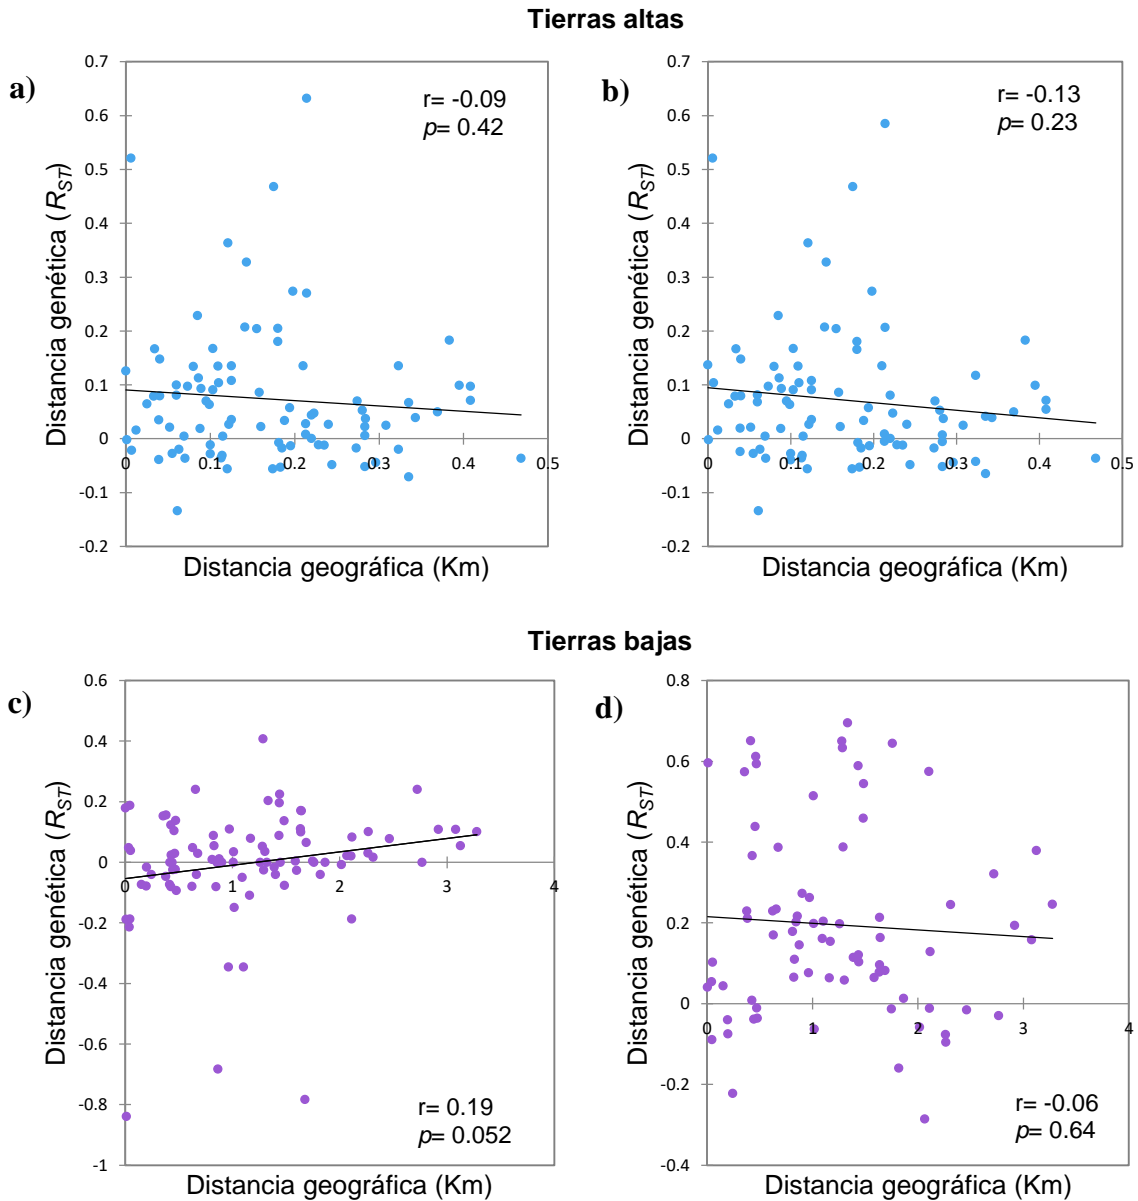 Tierras altas
a)
0.7
0.6
0.5
0.4
0.3
0.2
0.1
0
-0.1
-0.2
0
0.1
0.2
0.3
0.4
0.5
r= -0.09
p= 0.42
Distancia genética (RST)
Distancia geográfica (Km)
b)
0.7
0.6
0.5
0.4
0.3
0.2
0.1
0
-0.1
-0.2
0
0.1
0.2
0.3
0.4
0.5
r= -0.13
p= 0.23
Distancia genética (RST)
Distancia geográfica (Km)
Tierras bajas
c)
0.6
0.4
0.2
0
-0.2
-0.4
-0.6
-0.8
-1
0
1
2
3
4
r= 0.19
p= 0.052
Distancia genética (RST)
Distancia geográfica (Km)
d)
0.8
0.6
0.4
0.2
0
-0.2
-0.4
0
1
2
3
4
r= -0.06
p= 0.64
Distancia genética (RST)
Distancia geográfica (Km)